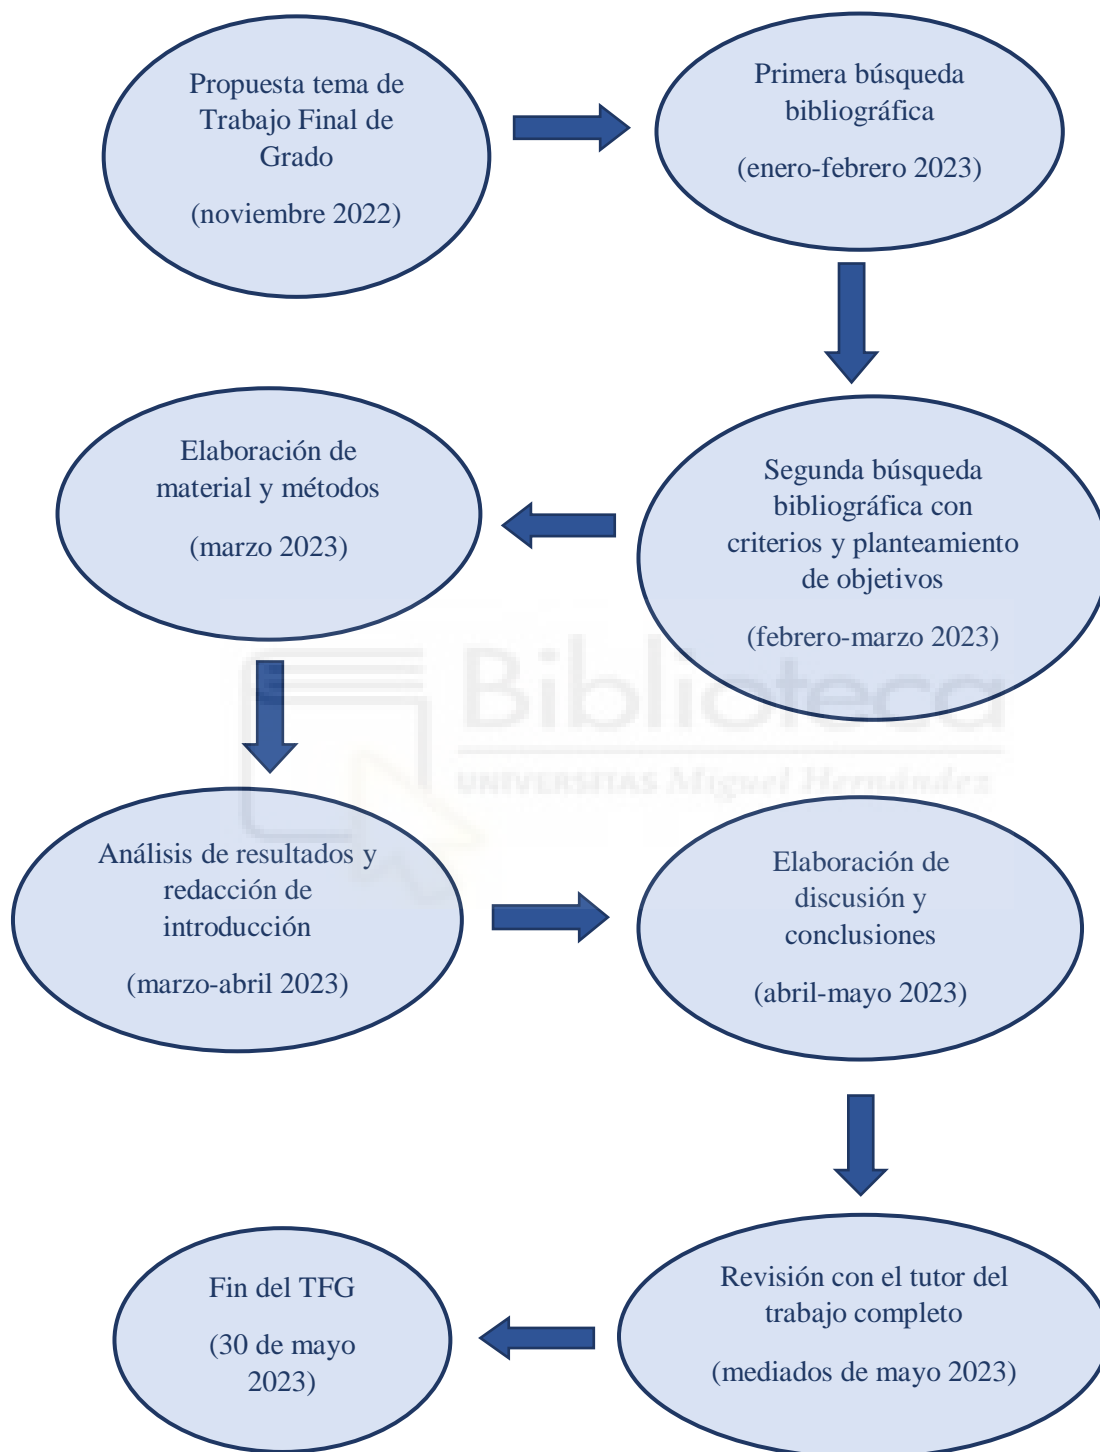 Propuesta tema de
Trabajo Final de
Grado
(noviembre 2022)
Primera búsqueda
bibliográfica
(enero-febrero 2023)
Segunda búsqueda
bibliográfica con
criterios y planteamiento
de objetivos
(febrero-marzo 2023)
Elaboración de
material y métodos
(marzo 2023)
Biblioteca
UNIVERSITAS Miguel Hernández
Análisis de resultados y
redacción de
introducción
(marzo-abril 2023)
Elaboración de
discusión y
conclusiones
(abril-mayo 2023)
Revisión con el tutor del
trabajo completo
(mediados de mayo 2023)
Fin del TFG
(30 de mayo
2023)